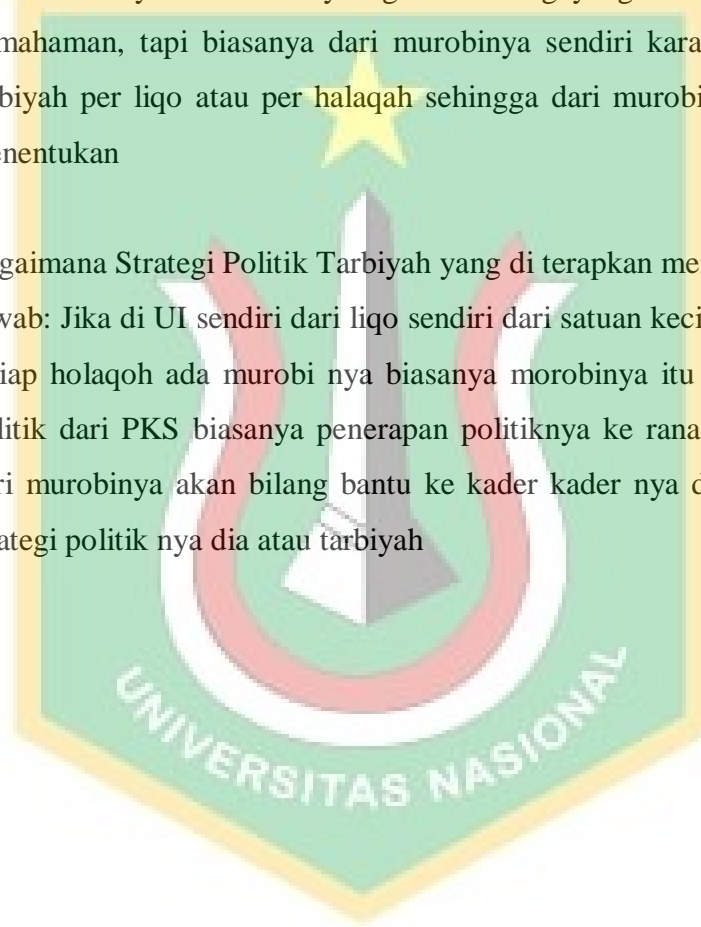 mahaman, tapi biasanya dari murobinya sendiri kara
biyah per liqo atau per halaqah sehingga dari murobi
enentukan
gaimana Strategi Politik Tarbiyah yang di terapkan me
wab: Jika di UI sendiri dari liqo sendiri dari satuan keci
iap holaqoh ada murobi nya biasanya morobinya itu
litik dari PKS biasanya penerapan politiknya ke rana
ri murobinya akan bilang bantu ke kader kader nya d
ategi politik nya dia atau tarbiyah
UNIVERSITAS NASIONAL